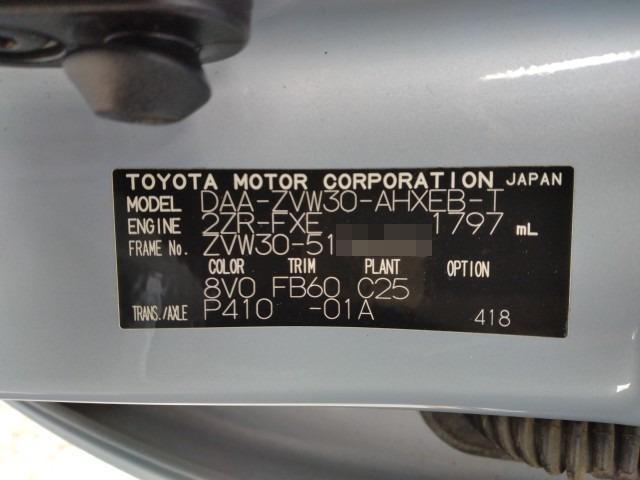 TOYOTA MOTOR CORPORATION JAPAN
MODEL DAA-ZVW30-AHXEB-T
ENGINE 2ZR-FXE 1797 mL
FRAME No. ZVW30-51
COLOR TRIM PLANT OPTION
8V0 FB60 C25
TRANS./AXLE P410 -01A 418